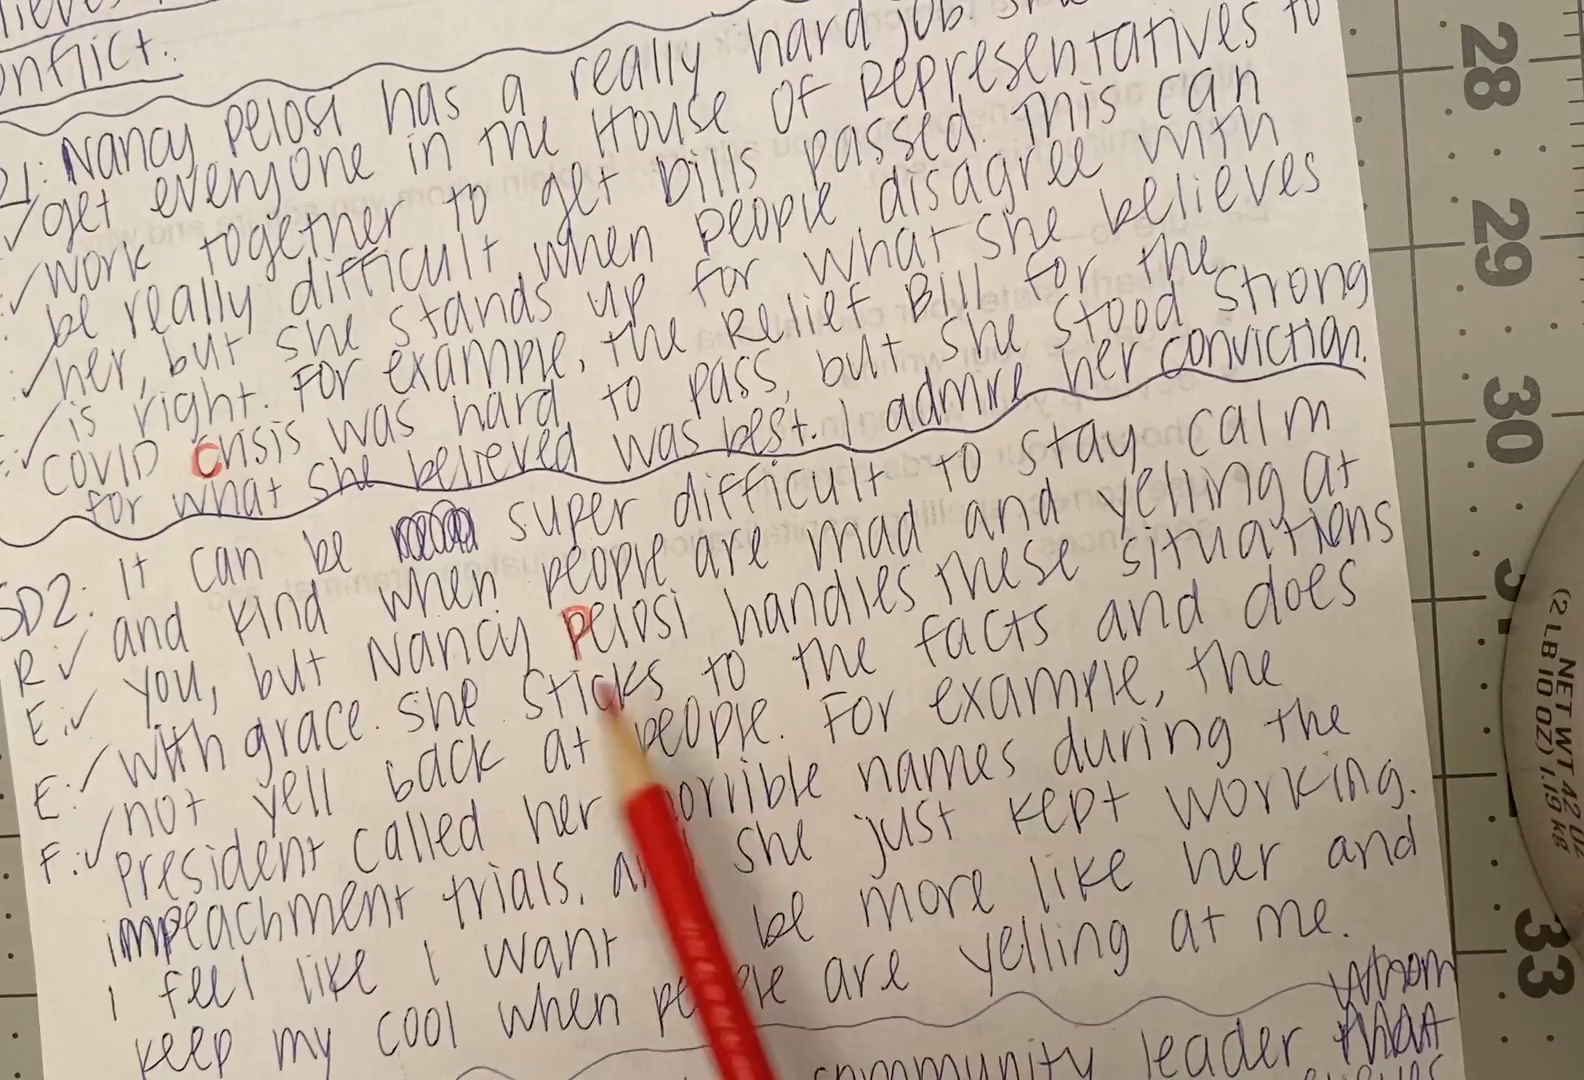 onflict.
Nancy Pelosi has a really hard job. She
get everyone in the House of Representatives to
work together to get bills passed. This can
be really difficult when people disagree with
her, but she stands up for what she believes
is right. For example, the Relief Bill for the
COVID Crisis was hard to pass, but she stood strong
for what she believed was best. I admire her conviction.
SD2: It can be super difficult to stay calm
R: ✓ and kind when people are mad and yelling at
E: ✓ you, but Nancy Pelosi handles these situations
E: ✓ with grace. She sticks to the facts and does
F: ✓ not yell back at people. For example, the
President called her horrible names during the
impeachment trials, she just kept working.
I feel like I want be more like her and
keep my cool when people are yelling at me.
whom
community leader that
28
29
30
33
(2 LB 10 OZ) 1.19 kg
NET WT 42 OZ